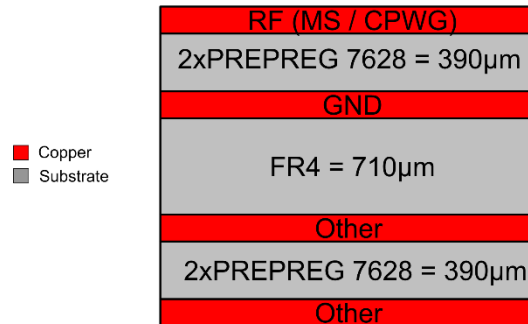 RF (MS / CPWG)
2xPREPREG 7628 = 390µm
GND
Copper
Substrate
FR4 = 710µm
Other
2xPREPREG 7628 = 390µm
Other